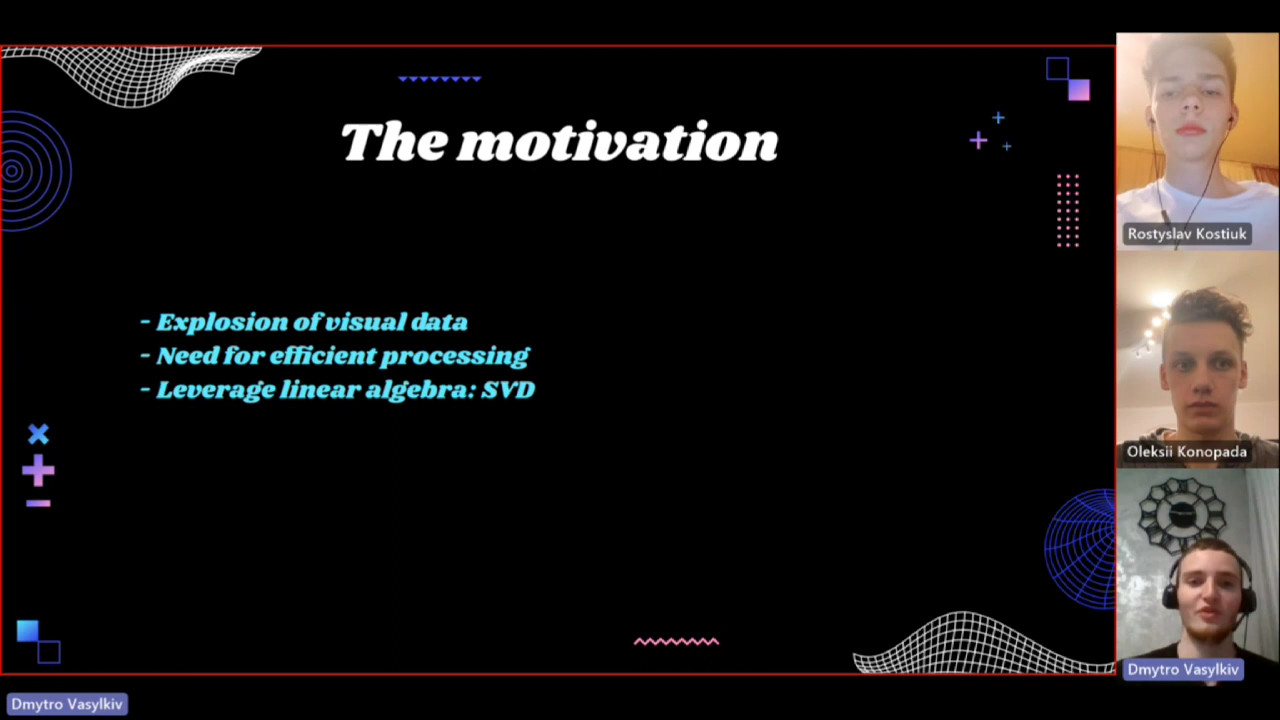 The motivation
- Explosion of visual data
- Need for efficient processing
- Leverage linear algebra: SVD
Rostyslav Kostiuk
Oleksii Konopada
Dmytro Vasylkiv
Dmytro Vasylkiv